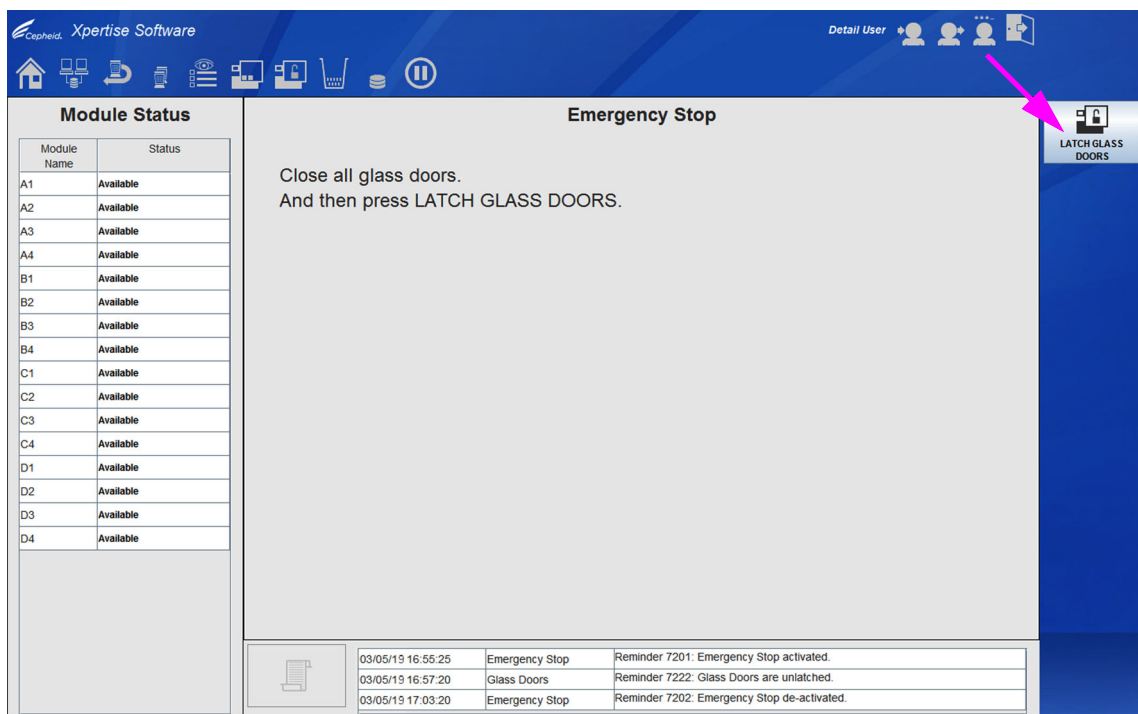 Cepheid. Xpertise Software
Detail User
Module Status
Emergency Stop
LATCH GLASS
DOORS
Module
Name
Status
Close all glass doors.
And then press LATCH GLASS DOORS.
A1 Available
A2 Available
A3 Available
A4 Available
B1 Available
B2 Available
B3 Available
B4 Available
C1 Available
C2 Available
C3 Available
C4 Available
D1 Available
D2 Available
D3 Available
D4 Available
03/05/19 16:55:25 Emergency Stop Reminder 7201: Emergency Stop activated.
03/05/19 16:57:20 Glass Doors Reminder 7222: Glass Doors are unlatched.
03/05/19 17:03:20 Emergency Stop Reminder 7202: Emergency Stop de-activated.